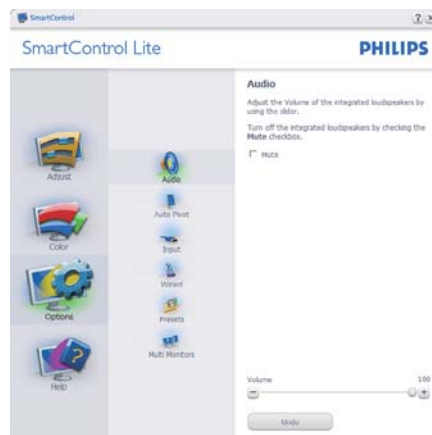 SmartControl
SmartControl Lite
PHILIPS
Adjust
Color
Options
Help
Audio
Auto Pivot
Input
Wizard
Presets
Multi Monitors
Audio
Adjust the Volume of the integrated loudspeakers by
using the slider.
Turn off the integrated loudspeakers by checking the
Mute checkbox.
Mute
Volume 100
Undo